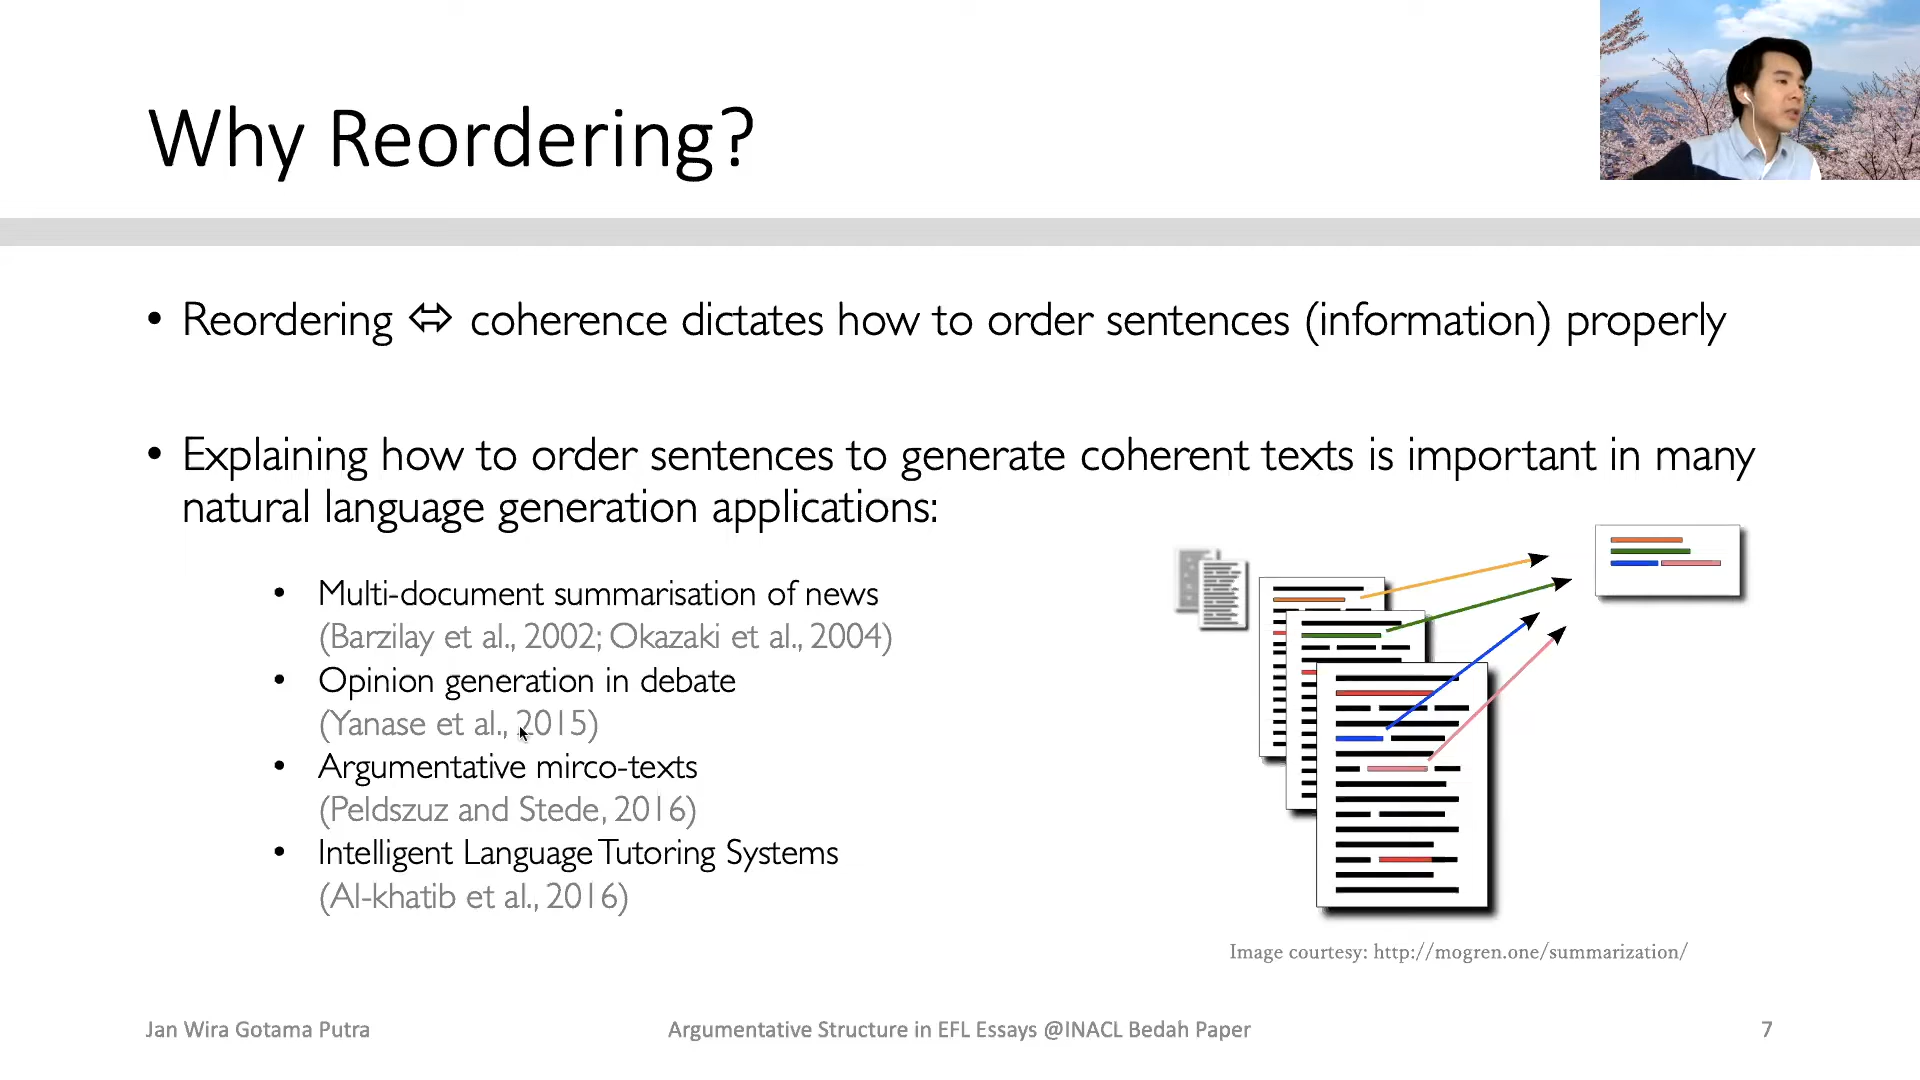 Why Reordering?
• Reordering ⬄ coherence dictates how to order sentences (information) properly
• Explaining how to order sentences to generate coherent texts is important in many
natural language generation applications:
• Multi-document summarisation of news
(Barzilay et al., 2002; Okazaki et al., 2004)
• Opinion generation in debate
(Yanase et al., 2015)
• Argumentative mirco-texts
(Peldszuz and Stede, 2016)
• Intelligent Language Tutoring Systems
(Al-khatib et al., 2016)
Image courtesy: http://mogren.one/summarization/
Jan Wira Gotama Putra
Argumentative Structure in EFL Essays @INACL Bedah Paper
7